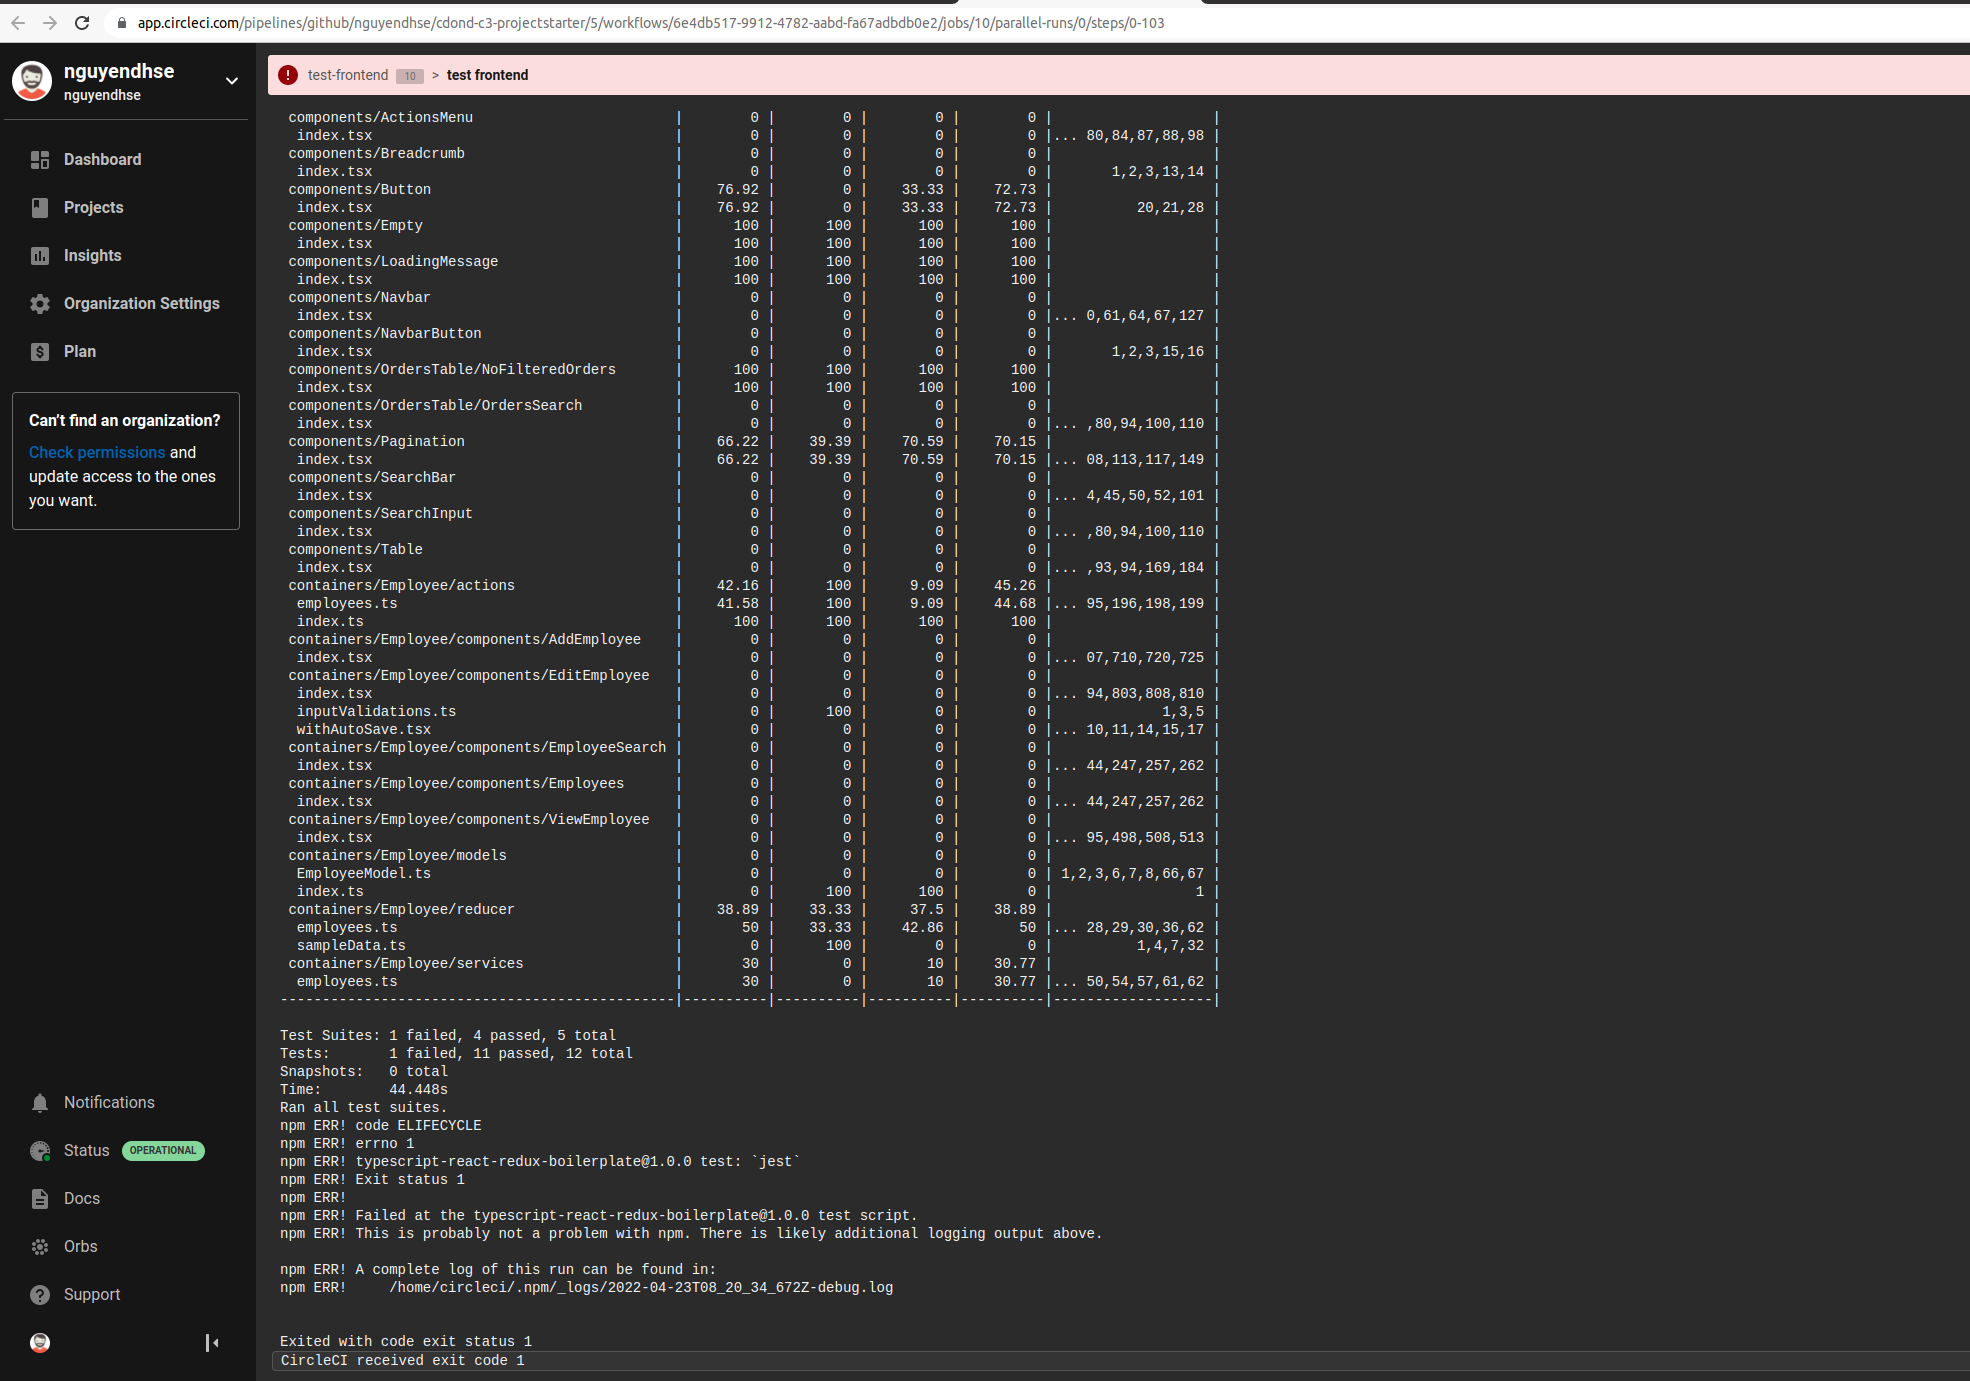 app.circleci.com/pipelines/github/nguyendhse/cdond-c3-projectstarter/5/workflows/6e4db517-9912-4782-aabd-fa67adbdb0e2/jobs/10/parallel-runs/0/steps/0-103
nguyendhse
nguyendhse
Dashboard
Projects
Insights
Organization Settings
Plan
Can't find an organization?
Check permissions and
update access to the ones
you want.
Notifications
Status OPERATIONAL
Docs
Orbs
Support
test-frontend 10 > test frontend
components/ActionsMenu | 0 | 0 | 0 | 0 | |
index.tsx | 0 | 0 | 0 | 0 |... 80,84,87,88,98 |
components/Breadcrumb | 0 | 0 | 0 | 0 | |
index.tsx | 0 | 0 | 0 | 0 | 1,2,3,13,14 |
components/Button | 76.92 | 0 | 33.33 | 72.73 | |
index.tsx | 76.92 | 0 | 33.33 | 72.73 | 20,21,28 |
components/Empty | 100 | 100 | 100 | 100 | |
index.tsx | 100 | 100 | 100 | 100 | |
components/LoadingMessage | 100 | 100 | 100 | 100 | |
index.tsx | 100 | 100 | 100 | 100 | |
components/Navbar | 0 | 0 | 0 | 0 | |
index.tsx | 0 | 0 | 0 | 0 |... 0,61,64,67,127 |
components/NavbarButton | 0 | 0 | 0 | 0 | |
index.tsx | 0 | 0 | 0 | 0 | 1,2,3,15,16 |
components/OrdersTable/NoFilteredOrders | 100 | 100 | 100 | 100 | |
index.tsx | 100 | 100 | 100 | 100 | |
components/OrdersTable/OrdersSearch | 0 | 0 | 0 | 0 | |
index.tsx | 0 | 0 | 0 | 0 |... ,80,94,100,110 |
components/Pagination | 66.22 | 39.39 | 70.59 | 70.15 | |
index.tsx | 66.22 | 39.39 | 70.59 | 70.15 |... 08,113,117,149 |
components/SearchBar | 0 | 0 | 0 | 0 | |
index.tsx | 0 | 0 | 0 | 0 |... 4,45,50,52,101 |
components/SearchInput | 0 | 0 | 0 | 0 | |
index.tsx | 0 | 0 | 0 | 0 |... ,80,94,100,110 |
components/Table | 0 | 0 | 0 | 0 | |
index.tsx | 0 | 0 | 0 | 0 |... ,93,94,169,184 |
containers/Employee/actions | 42.16 | 100 | 9.09 | 45.26 | |
employees.ts | 41.58 | 100 | 9.09 | 44.68 |... 95,196,198,199 |
index.ts | 100 | 100 | 100 | 100 | |
containers/Employee/components/AddEmployee | 0 | 0 | 0 | 0 | |
index.tsx | 0 | 0 | 0 | 0 |... 07,710,720,725 |
containers/Employee/components/EditEmployee | 0 | 0 | 0 | 0 | |
index.tsx | 0 | 0 | 0 | 0 |... 94,803,808,810 |
inputValidations.ts | 0 | 100 | 0 | 0 | 1,3,5 |
withAutoSave.tsx | 0 | 0 | 0 | 0 |... 10,11,14,15,17 |
containers/Employee/components/EmployeeSearch | 0 | 0 | 0 | 0 | |
index.tsx | 0 | 0 | 0 | 0 |... 44,247,257,262 |
containers/Employee/components/Employees | 0 | 0 | 0 | 0 | |
index.tsx | 0 | 0 | 0 | 0 |... 44,247,257,262 |
containers/Employee/components/ViewEmployee | 0 | 0 | 0 | 0 | |
index.tsx | 0 | 0 | 0 | 0 |... 95,498,508,513 |
containers/Employee/models | 0 | 0 | 0 | 0 | |
EmployeeModel.ts | 0 | 0 | 0 | 0 | 1,2,3,6,7,8,66,67 |
index.ts | 0 | 100 | 100 | 0 | 1 |
containers/Employee/reducer | 38.89 | 33.33 | 37.5 | 38.89 | |
employees.ts | 50 | 33.33 | 42.86 | 50 |... 28,29,30,36,62 |
sampleData.ts | 0 | 100 | 0 | 0 | 1,4,7,32 |
containers/Employee/services | 30 | 0 | 10 | 30.77 | |
employees.ts | 30 | 0 | 10 | 30.77 |... 50,54,57,61,62 |
-----------------------------------------------|----------|----------|----------|----------|-------------------|
Test Suites: 1 failed, 4 passed, 5 total
Tests: 1 failed, 11 passed, 12 total
Snapshots: 0 total
Time: 44.448s
Ran all test suites.
npm ERR! code ELIFECYCLE
npm ERR! errno 1
npm ERR! typescript-react-redux-boilerplate@1.0.0 test: `jest`
npm ERR! Exit status 1
npm ERR!
npm ERR! Failed at the typescript-react-redux-boilerplate@1.0.0 test script.
npm ERR! This is probably not a problem with npm. There is likely additional logging output above.
npm ERR! A complete log of this run can be found in:
npm ERR! /home/circleci/.npm/_logs/2022-04-23T08_20_34_672Z-debug.log
Exited with code exit status 1
CircleCI received exit code 1